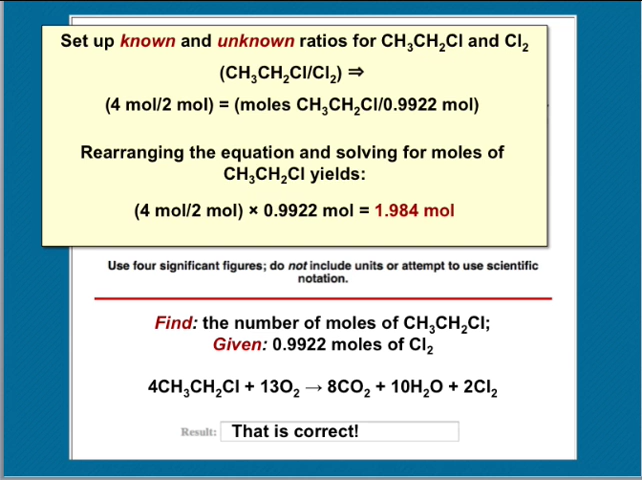 Set up known and unknown ratios for CH₃CH₂Cl and Cl₂
(CH₃CH₂Cl/Cl₂) ⇒
(4 mol/2 mol) = (moles CH₃CH₂Cl/0.9922 mol)
Rearranging the equation and solving for moles of
CH₃CH₂Cl yields:
(4 mol/2 mol) × 0.9922 mol = 1.984 mol
Use four significant figures; do not include units or attempt to use scientific
notation.
Find: the number of moles of CH₃CH₂Cl;
Given: 0.9922 moles of Cl₂
4CH₃CH₂Cl + 13O₂ → 8CO₂ + 10H₂O + 2Cl₂
Result: That is correct!